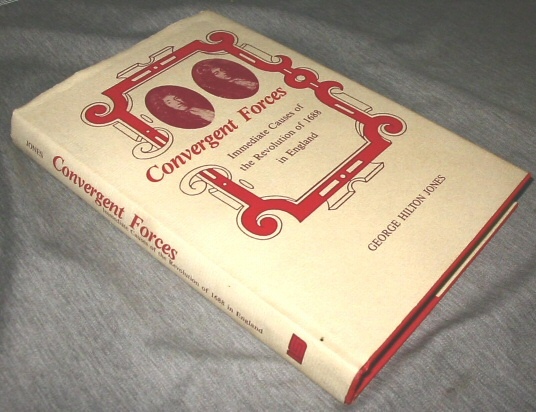 Convergent Forces
Immediate Causes of
the Revolution of 1688
in England
GEORGE HILTON JONES
JONES
Convergent Forces
Immediate Causes of the Revolution of 1688 in England